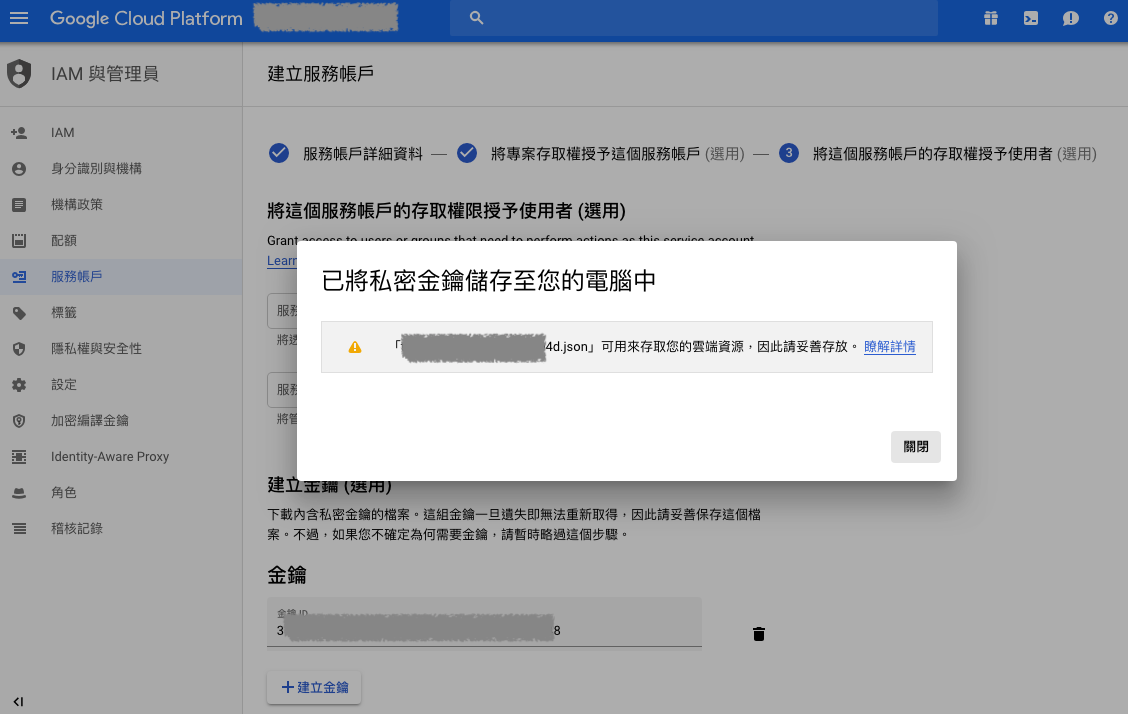 Google Cloud Platform
IAM 與管理員
建立服務帳戶
IAM
身分識別與機構
機構政策
配額
服務帳戶
標籤
隱私權與安全性
設定
加密編譯金鑰
Identity-Aware Proxy
角色
稽核記錄
服務帳戶詳細資料 — 將專案存取權授予這個服務帳戶 (選用) — 3 將這個服務帳戶的存取權授予使用者 (選用)
將這個服務帳戶的存取權限授予使用者 (選用)
Grant access to users or groups that need to perform actions as this service account.
Learn
服務
將透
服務
將管
已將私密金鑰儲存至您的電腦中
「 4d.json」可用來存取您的雲端資源，因此請妥善存放。 瞭解詳情
關閉
建立金鑰 (選用)
下載內含私密金鑰的檔案。這組金鑰一旦遺失即無法重新取得，因此請妥善保存這個檔
案。不過，如果您不確定為何需要金鑰，請暫時略過這個步驟。
金鑰
金鑰 ID
3 8
建立金鑰